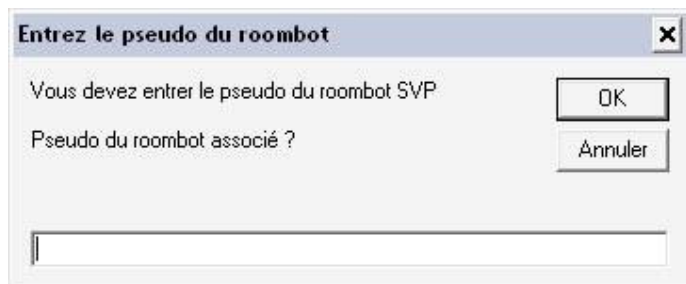 Entrez le pseudo du roombot
Vous devez entrer le pseudo du roombot SVP
OK
Pseudo du roombot associé ?
Annuler